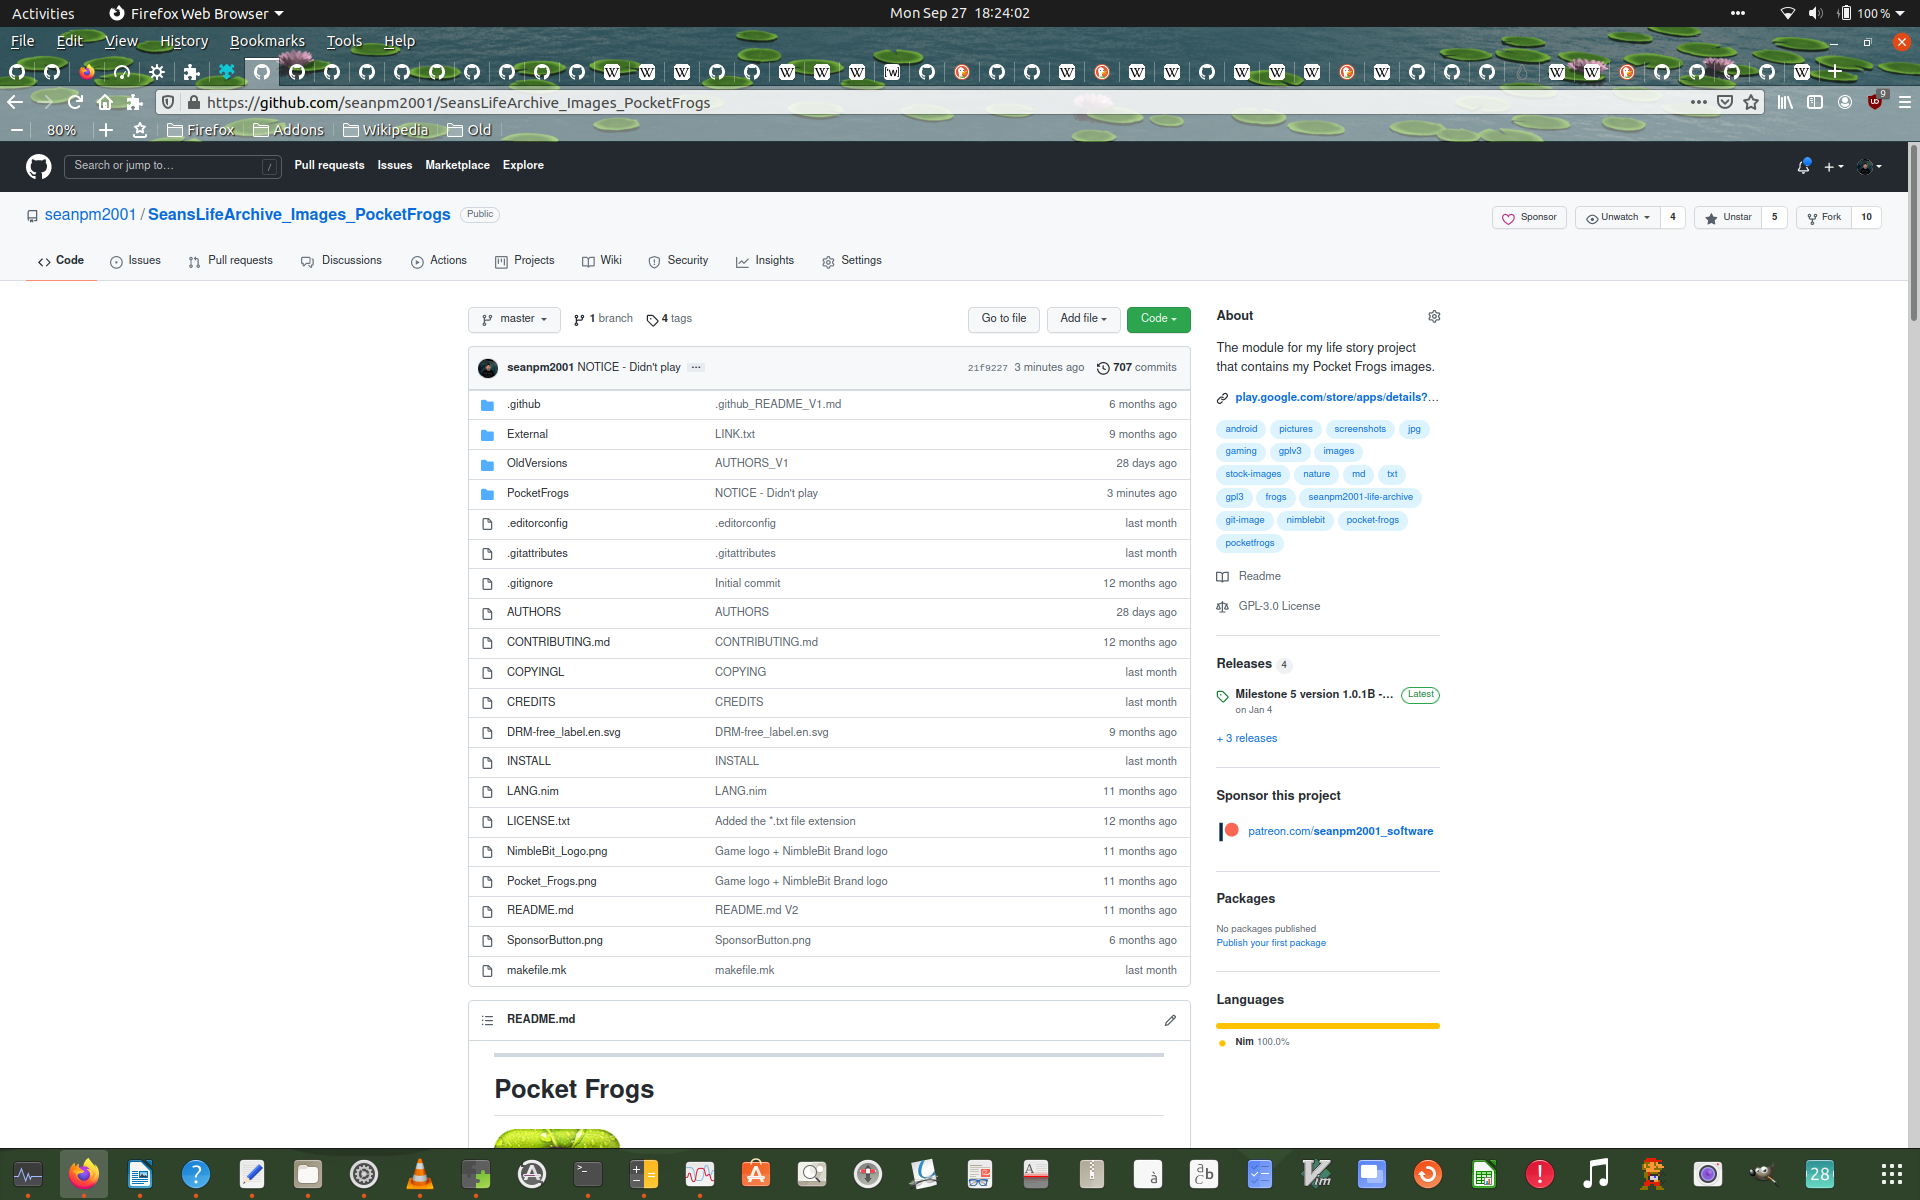 Activities Firefox Web Browser Mon Sep 27 18:24:02 100 %
File Edit View History Bookmarks Tools Help
https://github.com/seanpm2001/SeansLifeArchive_Images_PocketFrogs 9
80% Firefox Addons Wikipedia Old
Search or jump to... / Pull requests Issues Marketplace Explore
seanpm2001 / SeansLifeArchive_Images_PocketFrogs Public Sponsor Unwatch 4 Unstar 5 Fork 10
Code Issues Pull requests Discussions Actions Projects Wiki Security Insights Settings
master 1 branch 4 tags Go to file Add file Code
seanpm2001 NOTICE - Didn't play ... 21f9227 3 minutes ago 707 commits
.github .github_README_V1.md 6 months ago
External LINK.txt 9 months ago
OldVersions AUTHORS_V1 28 days ago
PocketFrogs NOTICE - Didn't play 3 minutes ago
.editorconfig .editorconfig last month
.gitattributes .gitattributes last month
.gitignore Initial commit 12 months ago
AUTHORS AUTHORS 28 days ago
CONTRIBUTING.md CONTRIBUTING.md 12 months ago
COPYINGL COPYING last month
CREDITS CREDITS last month
DRM-free_label.en.svg DRM-free_label.en.svg 9 months ago
INSTALL INSTALL last month
LANG.nim LANG.nim 11 months ago
LICENSE.txt Added the *.txt file extension 12 months ago
NimbleBit_Logo.png Game logo + NimbleBit Brand logo 11 months ago
Pocket_Frogs.png Game logo + NimbleBit Brand logo 11 months ago
README.md README.md V2 11 months ago
SponsorButton.png SponsorButton.png 6 months ago
makefile.mk makefile.mk last month
README.md
Pocket Frogs
About
The module for my life story project
that contains my Pocket Frogs images.
play.google.com/store/apps/details?...
android pictures screenshots jpg
gaming gplv3 images
stock-images nature md txt
gpl3 frogs seanpm2001-life-archive
git-image nimblebit pocket-frogs
pocketfrogs
Readme
GPL-3.0 License
Releases 4
Milestone 5 version 1.0.1B -... Latest
on Jan 4
+ 3 releases
Sponsor this project
patreon.com/seanpm2001_software
Packages
No packages published
Publish your first package
Languages
Nim 100.0%
28